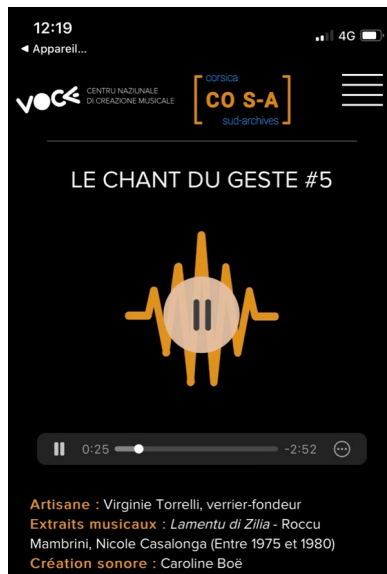 12:19
4G
◀ Appareil...
VOCE
CENTRU NAZIUNALE
DI CREAZIONE MUSICALE
corsica
CO S-A
sud-archives
LE CHANT DU GESTE #5
0:25
-2:52
Artisane : Virginie Torrelli, verrier-fondeur
Extraits musicaux : Lamentu di Zilia - Roccu
Mambrini, Nicole Casalonga (Entre 1975 et 1980)
Création sonore : Caroline Boë